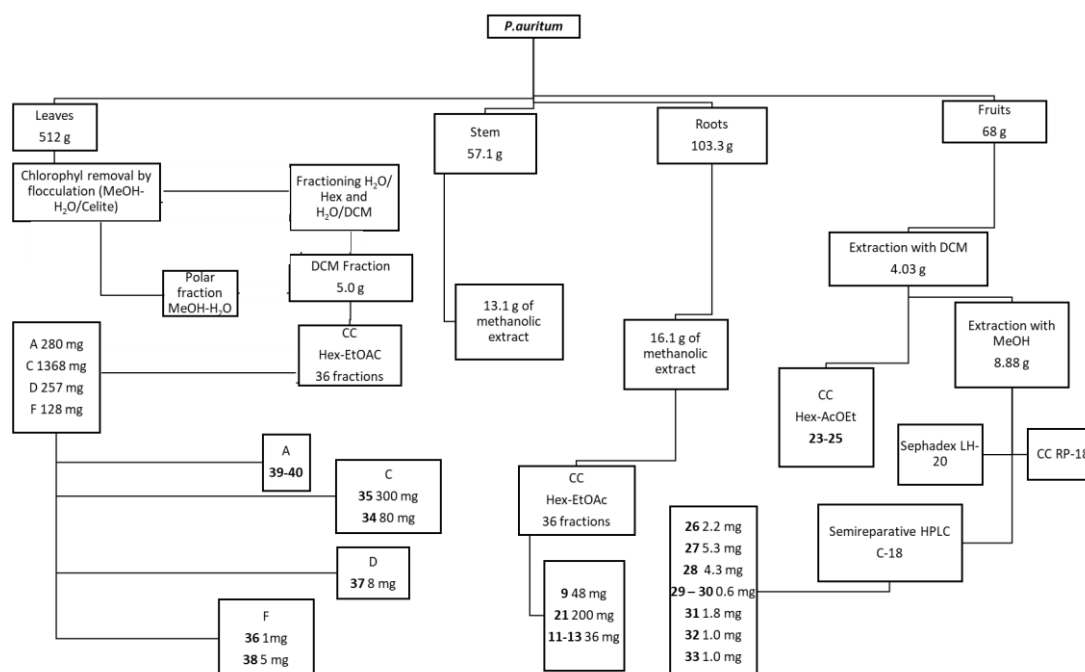 P.auritum
Leaves
512 g
Stem
57.1 g
Roots
103.3 g
Fruits
68 g
Chlorophyl removal by
flocculation (MeOH-
H₂O/Celite)
Fractioning H₂O/
Hex and
H₂O/DCM
Polar
fraction
MeOH-H₂O
DCM Fraction
5.0 g
CC
Hex-EtOAC
36 fractions
A 280 mg
C 1368 mg
D 257 mg
F 128 mg
A
39-40
C
35 300 mg
34 80 mg
D
37 8 mg
F
36 1mg
38 5 mg
13.1 g of
methanolic
extract
16.1 g of
methanolic
extract
CC
Hex-EtOAc
36 fractions
9 48 mg
21 200 mg
11-13 36 mg
Extraction with DCM
4.03 g
CC
Hex-AcOEt
23-25
Extraction with
MeOH
8.88 g
Sephadex LH-
20
CC RP-18
Semireparative HPLC
C-18
26 2.2 mg
27 5.3 mg
28 4.3 mg
29 – 30 0.6 mg
31 1.8 mg
32 1.0 mg
33 1.0 mg